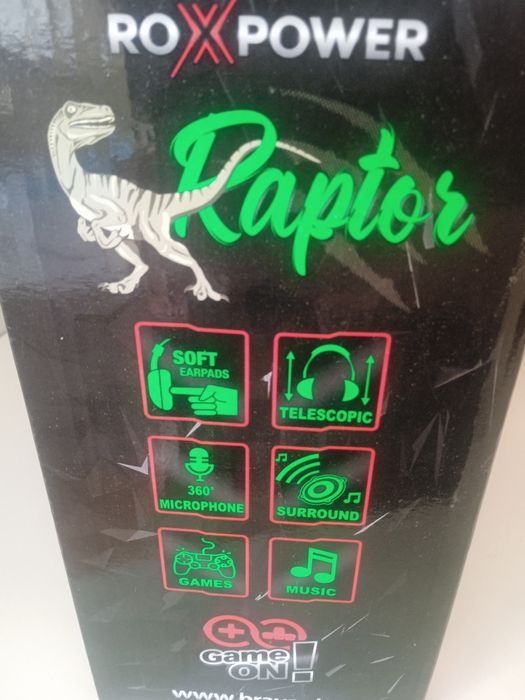 ROXPOWER
Raptor
SOFT
EARPADS
TELESCOPIC
360°
MICROPHONE
SURROUND
GAMES
MUSIC
Game
ON!